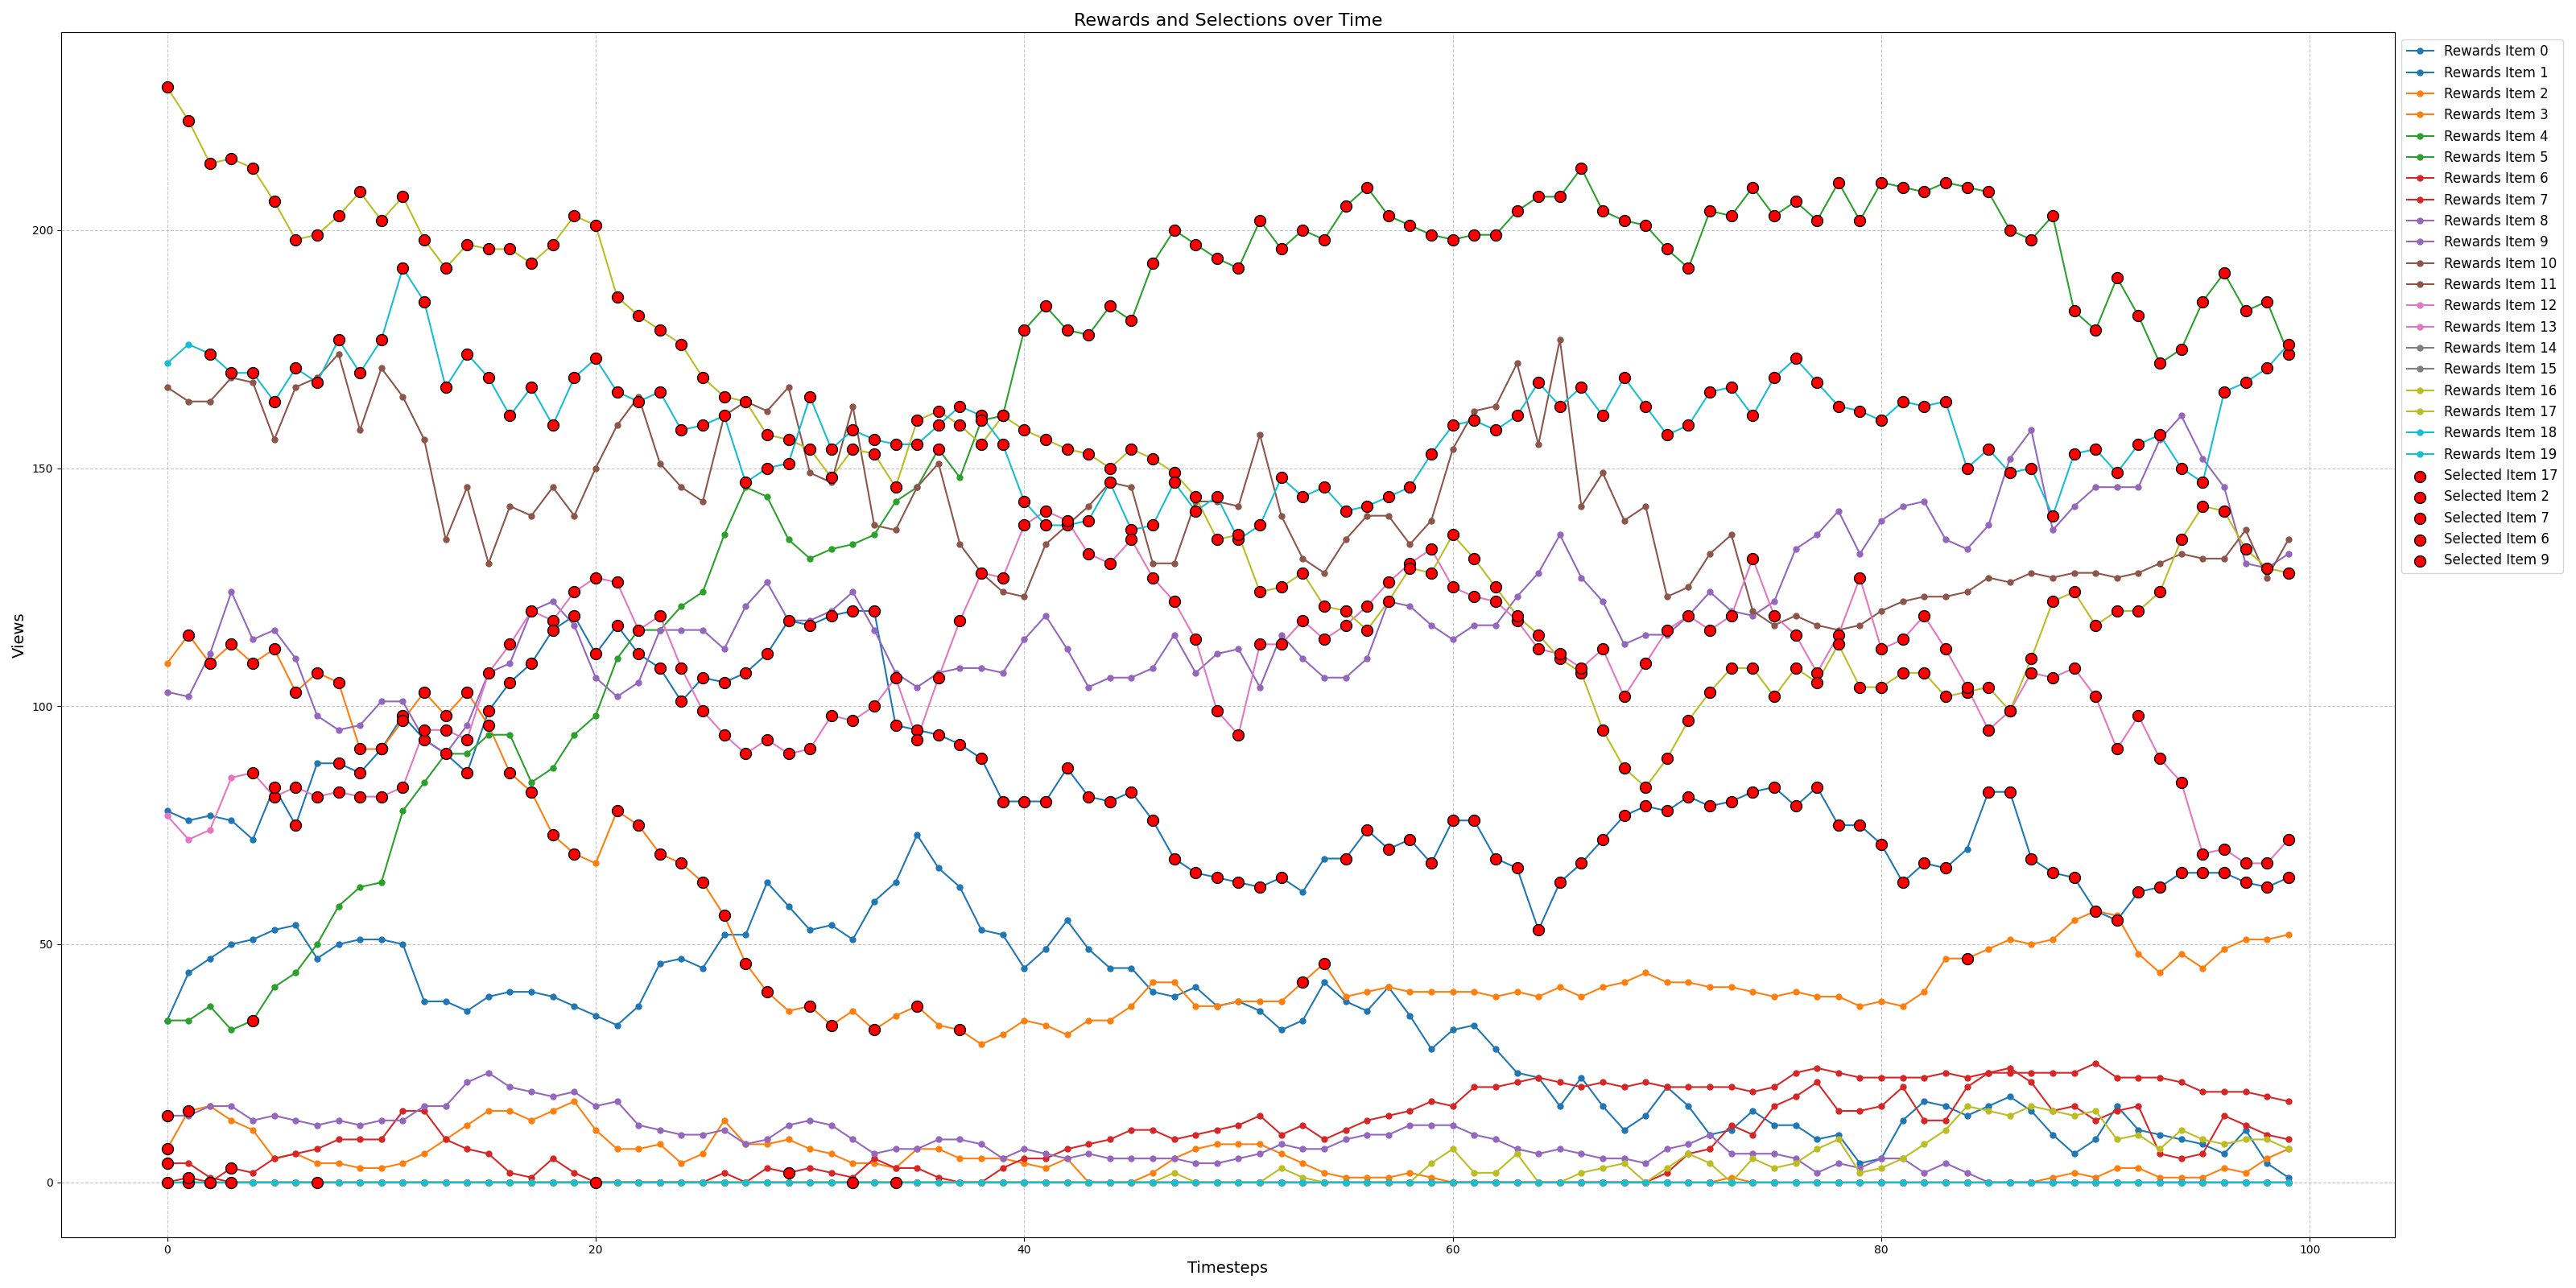 Rewards and Selections over Time
Views
200
150
100
50
0
0
20
40
60
80
100
Timesteps
Rewards Item 0
Rewards Item 1
Rewards Item 2
Rewards Item 3
Rewards Item 4
Rewards Item 5
Rewards Item 6
Rewards Item 7
Rewards Item 8
Rewards Item 9
Rewards Item 10
Rewards Item 11
Rewards Item 12
Rewards Item 13
Rewards Item 14
Rewards Item 15
Rewards Item 16
Rewards Item 17
Rewards Item 18
Rewards Item 19
Selected Item 17
Selected Item 2
Selected Item 7
Selected Item 6
Selected Item 9